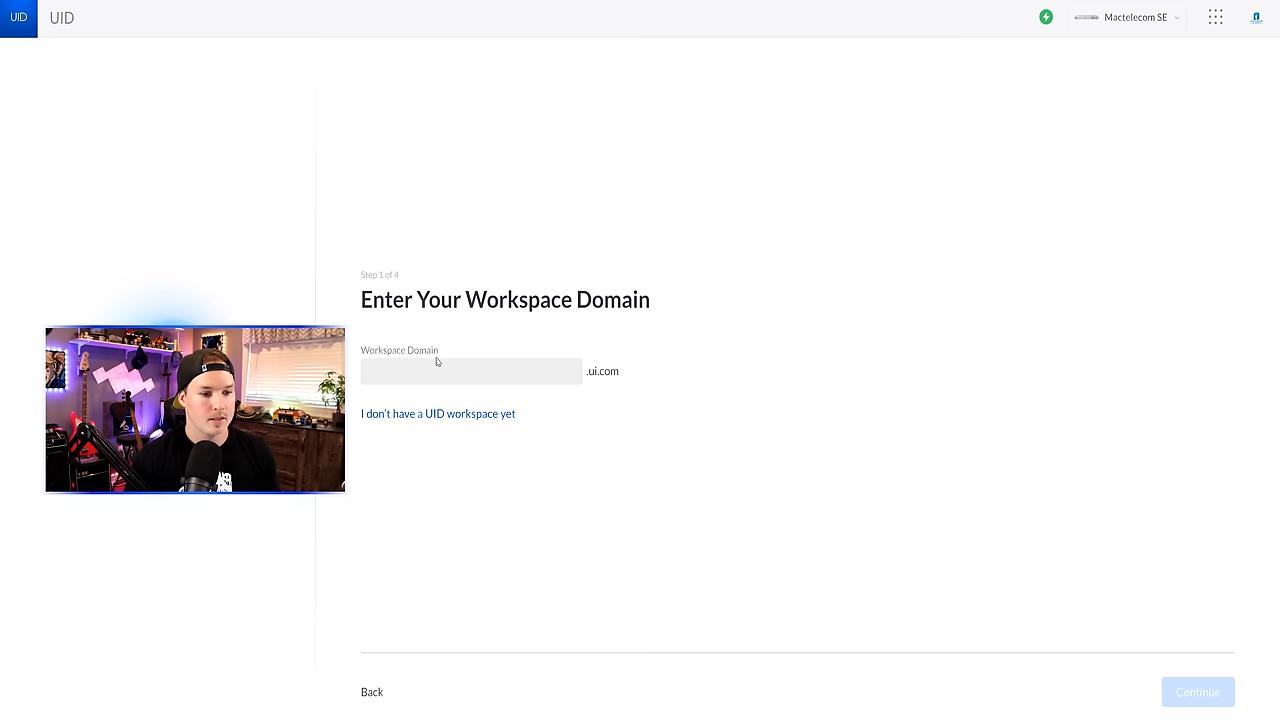 UID
UID
Mactelecom SE
Step 1 of 4
Enter Your Workspace Domain
Workspace Domain
.ui.com
I don't have a UID workspace yet
Back
Continue